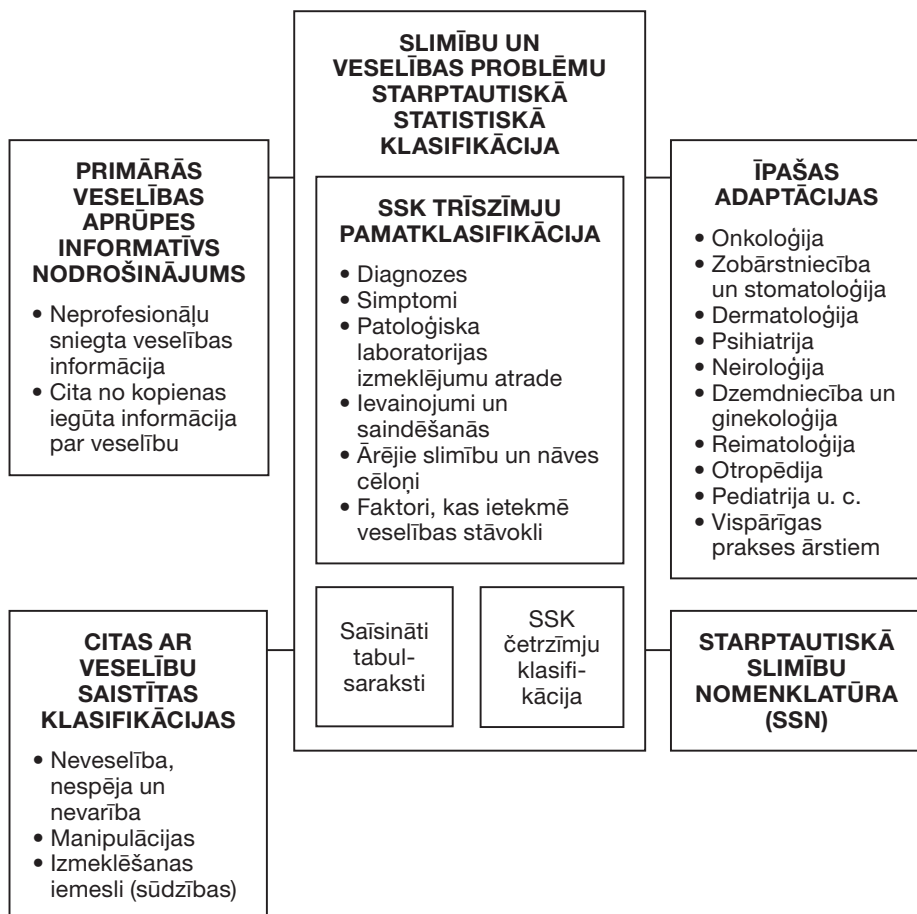 SLIMĪBU UN
VESELĪBAS PROBLĒMU
STARPTAUTISKĀ
STATISTISKĀ
KLASIFIKĀCIJA
PRIMĀRĀS
VESELĪBAS
APRŪPES
INFORMATĪVS
NODROŠINĀJUMS
• Neprofesionāļu
sniegta veselības
informācija
• Cita no kopienas
iegūta informācija
par veselību
SSK TRĪSZĪMJU
PAMATKLASIFIKĀCIJA
• Diagnozes
• Simptomi
• Patoloģiska
laboratorijas
izmeklējumu atrade
• Ievainojumi un
saindēšanās
• Ārējie slimību un nāves
cēloņi
• Faktori, kas ietekmē
veselības stāvokli
ĪPAŠAS
ADAPTĀCIJAS
• Onkoloģija
• Zobārstniecība
un stomatoloģija
• Dermatoloģija
• Psihiatrija
• Neiroloģija
• Dzemdniecība un
ginekoloģija
• Reimatoloģija
• Otropēdija
• Pediatrija u. c.
• Vispārīgas
prakses ārstiem
CITAS AR
VESELĪBU
SAISTĪTAS
KLASIFIKĀCIJAS
• Neveselība,
nespēja un
nevarība
• Manipulācijas
• Izmeklēšanas
iemesli (sūdzības)
Saīsināti
tabul-
saraksti
SSK
četrzīmju
klasifi-
kācija
STARPTAUTISKĀ
SLIMĪBU
NOMENKLATŪRA
(SSN)